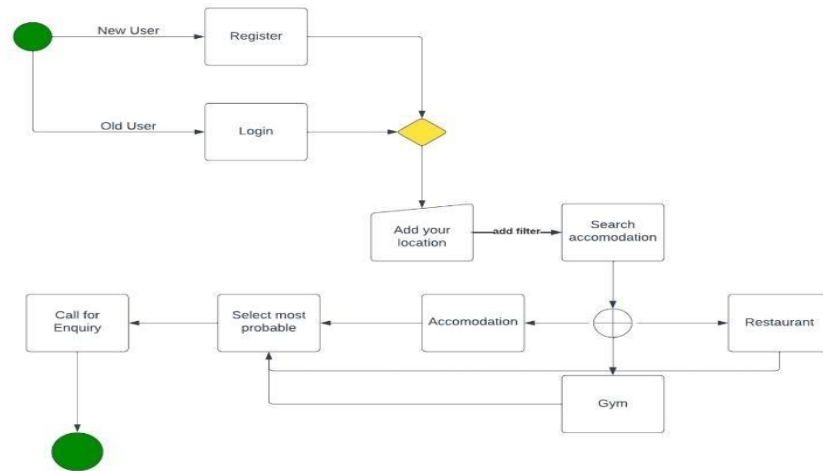 New User
Register
Old User
Login
Add your
location
add filter
Search
accomodation
Call for
Enquiry
Select most
probable
Accomodation
Restaurant
Gym